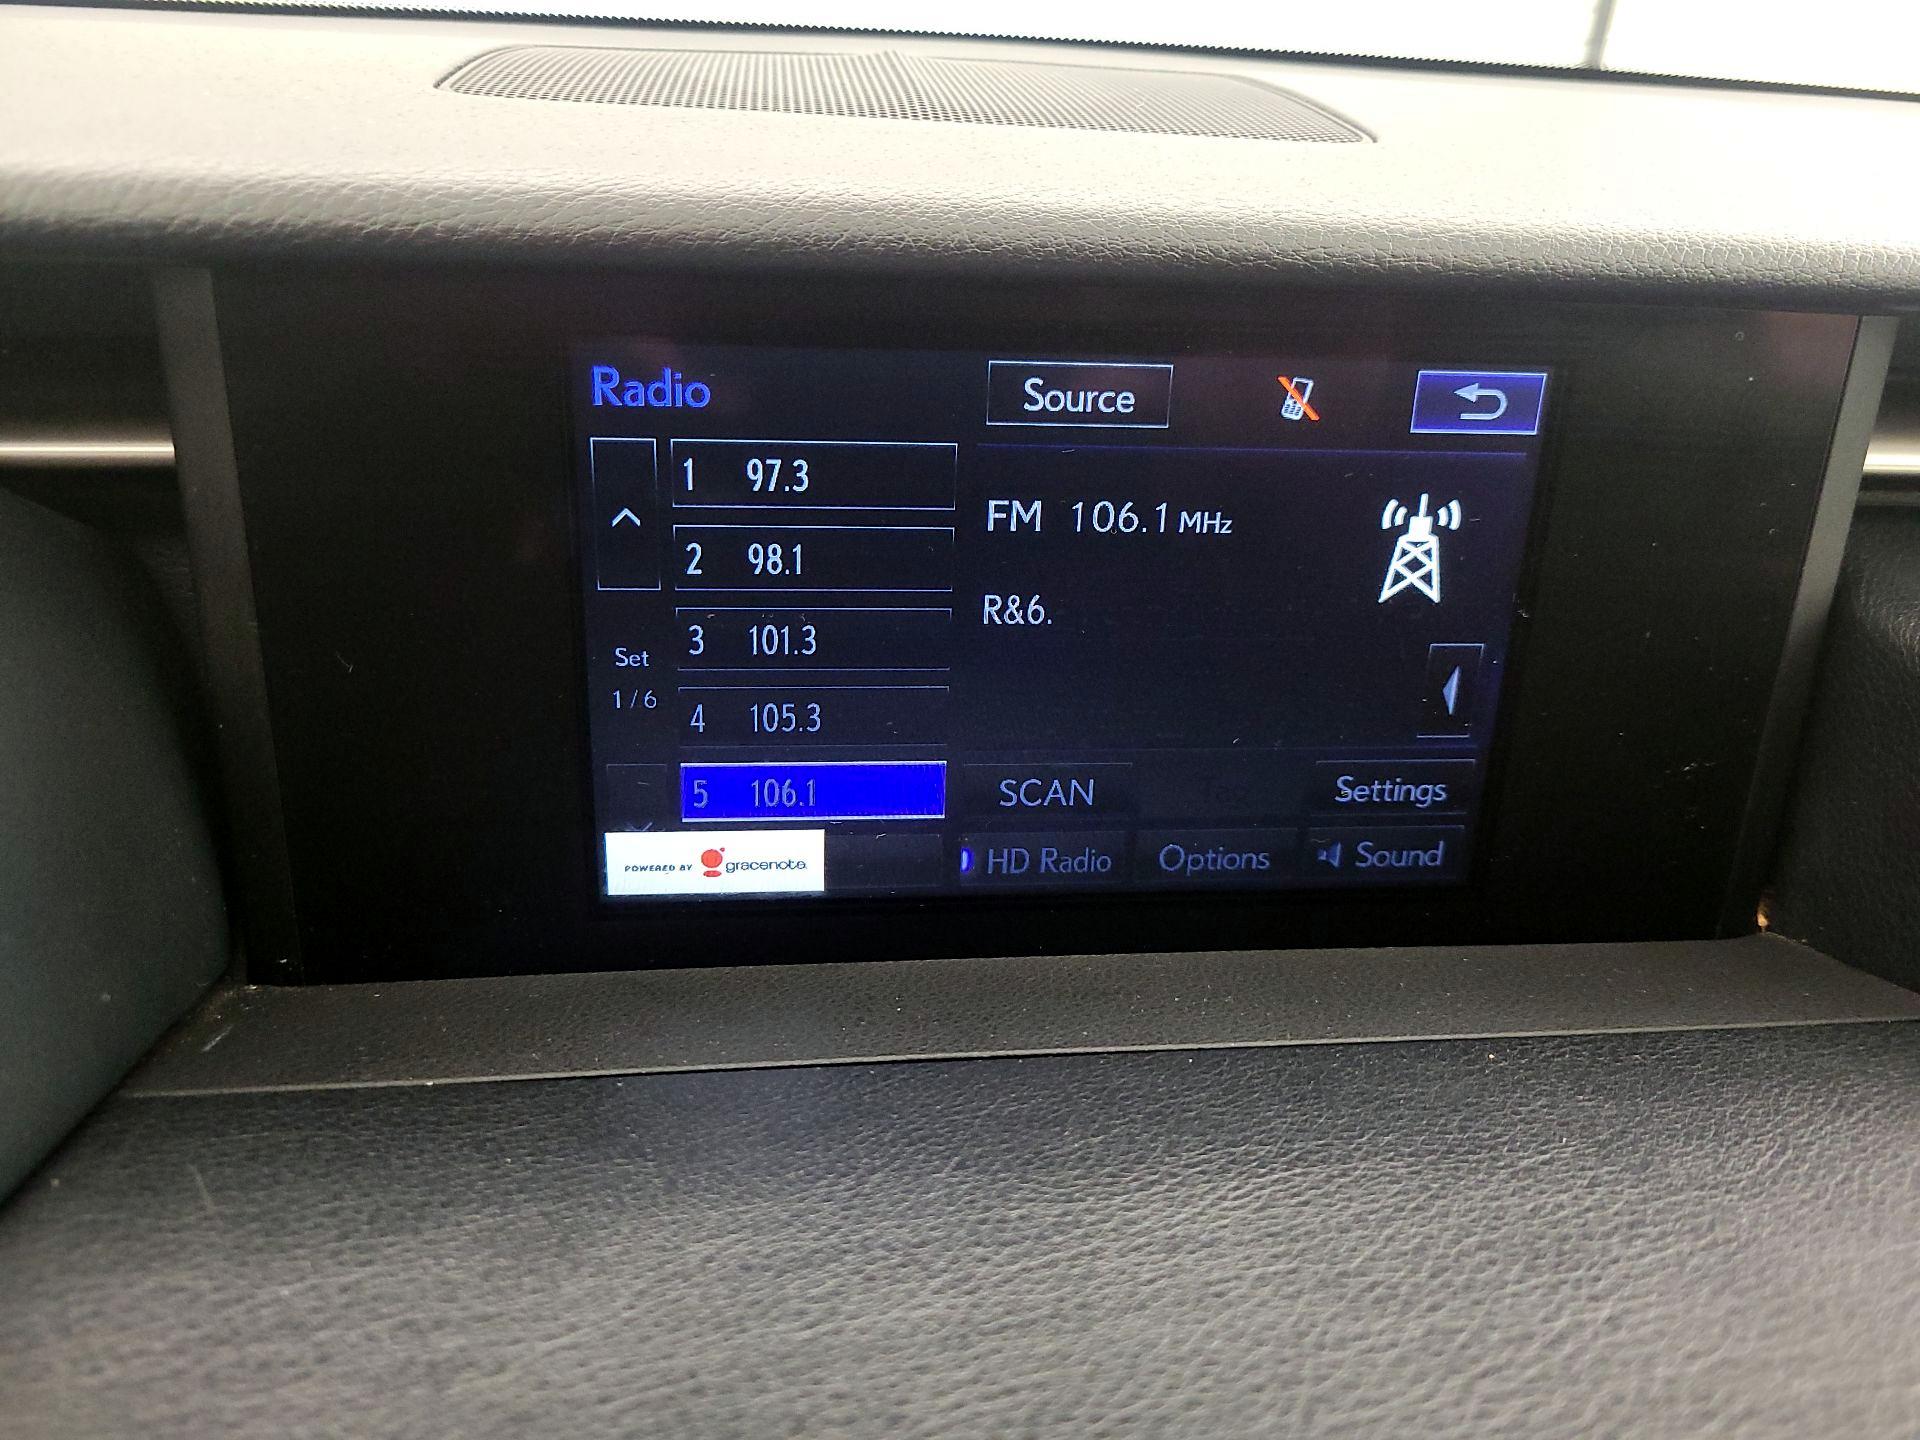 Radio
Source
1 97.3
2 98.1
3 101.3
4 105.3
5 106.1
Set
1/6
FM 106.1 MHz
R&6.
SCAN
Settings
POWERED BY gracenote.
HD Radio
Options
Sound